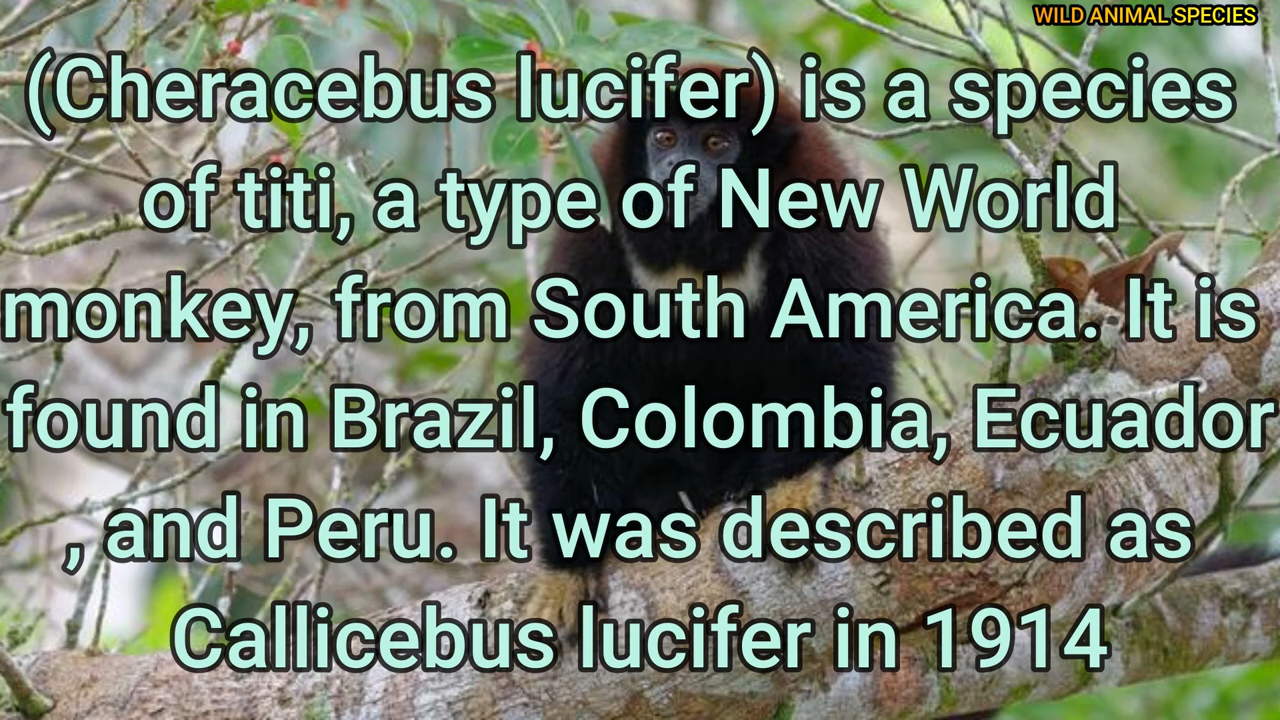 WILD ANIMAL SPECIES
(Cheracebus lucifer) is a species
of titi, a type of New World
monkey, from South America. It is
found in Brazil, Colombia, Ecuador
, and Peru. It was described as
Callicebus lucifer in 1914